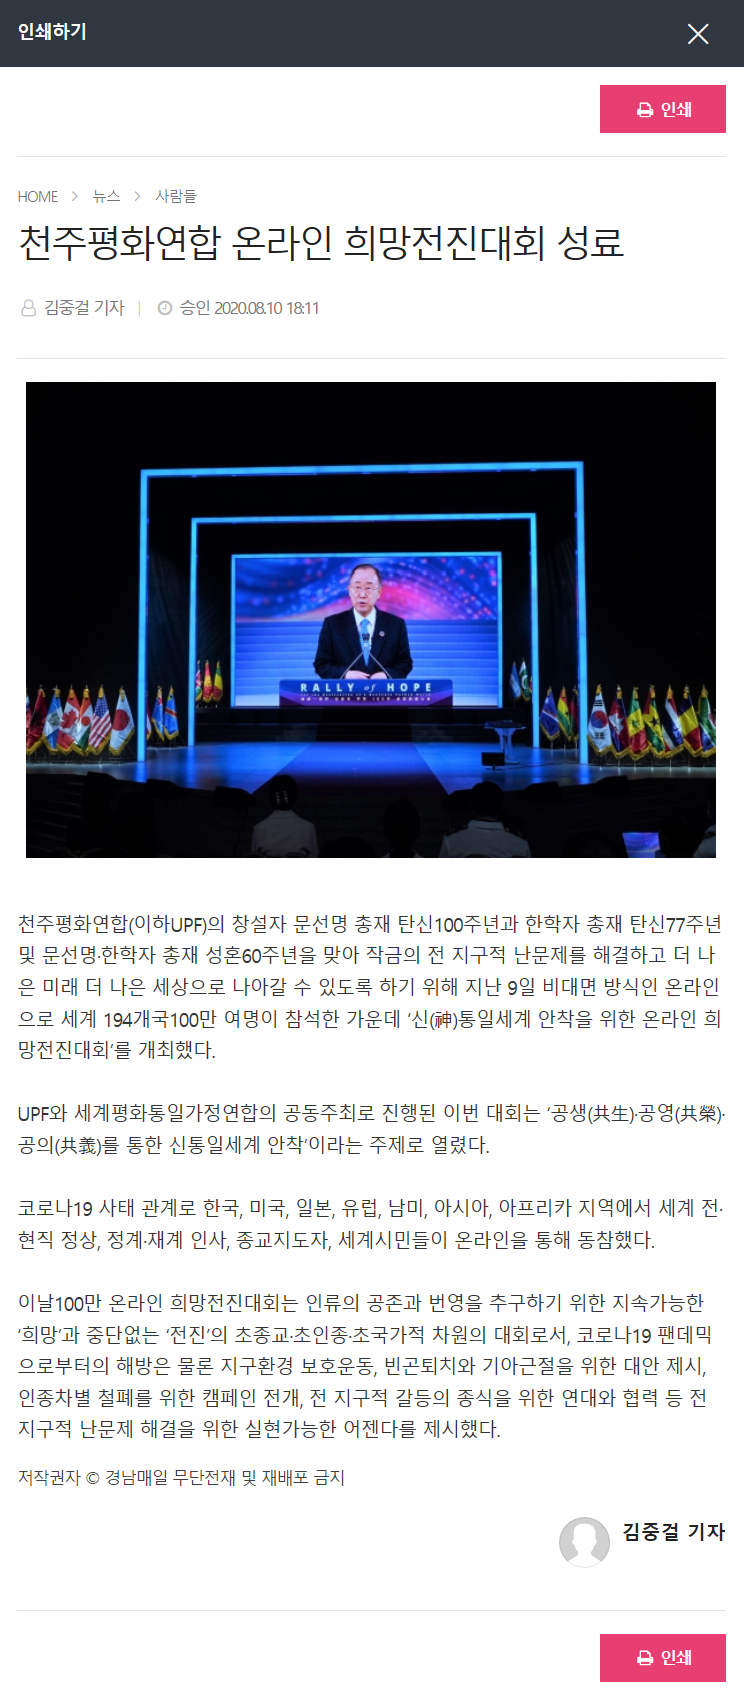 인쇄하기
인쇄
HOME > 뉴스 > 사람들
천주평화연합 온라인 희망전진대회 성료
김중걸 기자 | 승인 2020.08.10 18:11
RALLY of HOPE
천주평화연합(이하UPF)의 창설자 문선명 총재 탄신100주년과 한학자 총재 탄신77주년
및 문선명·한학자 총재 성혼60주년을 맞아 작금의 전 지구적 난문제를 해결하고 더 나
은 미래 더 나은 세상으로 나아갈 수 있도록 하기 위해 지난 9일 비대면 방식인 온라인
으로 세계 194개국100만 여명이 참석한 가운데 ‘신(神)통일세계 안착을 위한 온라인 희
망전진대회’를 개최했다.
UPF와 세계평화통일가정연합의 공동주최로 진행된 이번 대회는 ‘공생(共生)·공영(共榮)·
공의(共義)를 통한 신통일세계 안착’이라는 주제로 열렸다.
코로나19 사태 관계로 한국, 미국, 일본, 유럽, 남미, 아시아, 아프리카 지역에서 세계 전·
현직 정상, 정계·재계 인사, 종교지도자, 세계시민들이 온라인을 통해 동참했다.
이날100만 온라인 희망전진대회는 인류의 공존과 번영을 추구하기 위한 지속가능한
‘희망’과 중단없는 ‘전진’의 초종교·초인종·초국가적 차원의 대회로서, 코로나19 팬데믹
으로부터의 해방은 물론 지구환경 보호운동, 빈곤퇴치와 기아근절을 위한 대안 제시,
인종차별 철폐를 위한 캠페인 전개, 전 지구적 갈등의 종식을 위한 연대와 협력 등 전
지구적 난문제 해결을 위한 실현가능한 어젠다를 제시했다.
저작권자 © 경남매일 무단전재 및 재배포 금지
김중걸 기자
인쇄